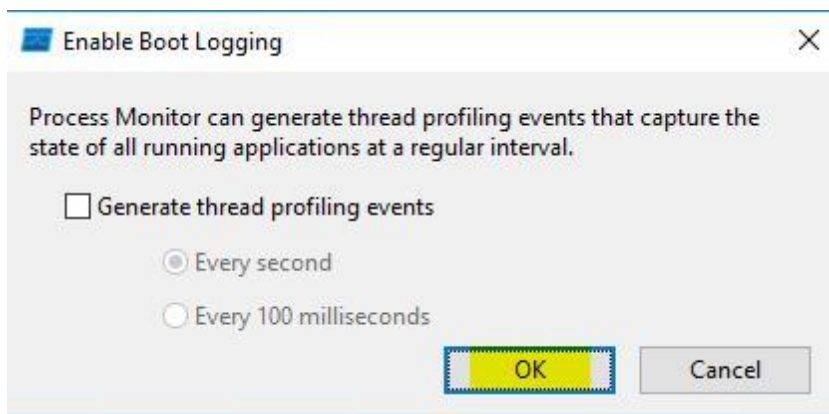 Enable Boot Logging
Process Monitor can generate thread profiling events that capture the
state of all running applications at a regular interval.
Generate thread profiling events
Every second
Every 100 milliseconds
OK Cancel